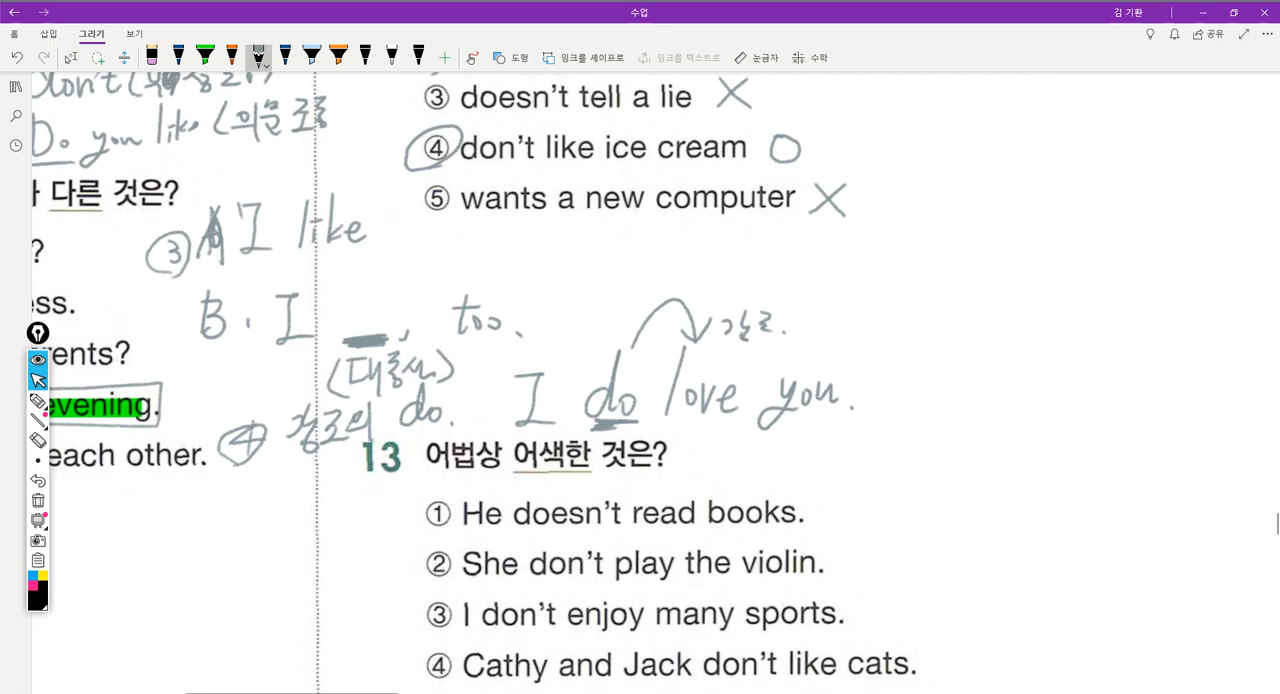 수업
김 기환
홈 삽입 그리기 보기
공유
도형 잉크를 셰이프로 잉크를 텍스트로 눈금자 수학
Do you like (의문
다른 것은?
?
ess.
ents?
evening.
each other.
③ doesn't tell a lie X
④ don't like ice cream O
⑤ wants a new computer X
③ A I like
B. I ___, too.
(대동사)
④ 강조의 do. I do love you.
13 어법상 어색한 것은?
① He doesn't read books.
② She don't play the violin.
③ I don't enjoy many sports.
④ Cathy and Jack don't like cats.